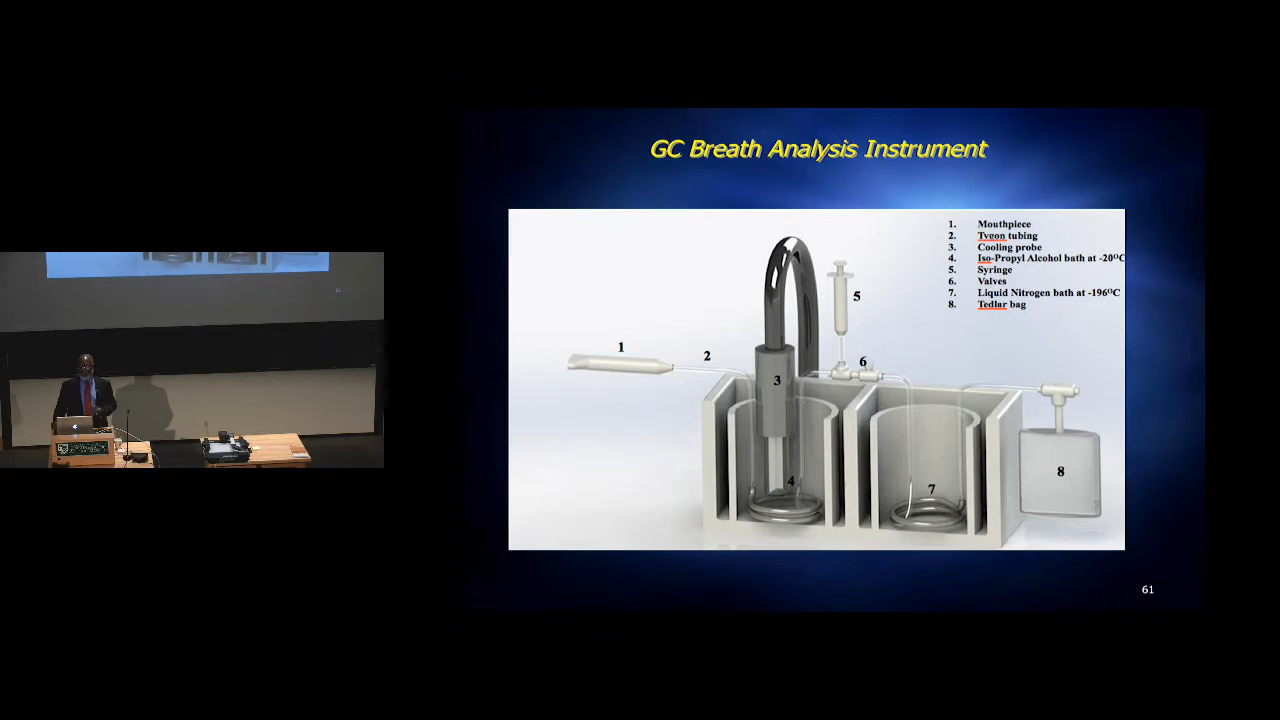 GC Breath Analysis Instrument
1. Mouthpiece
2. Tygon tubing
3. Cooling probe
4. Iso-Propyl Alcohol bath at -20°C
5. Syringe
6. Valves
7. Liquid Nitrogen bath at -196°C
8. Tedlar bag
5
1
2
6
3
8
4
7
61